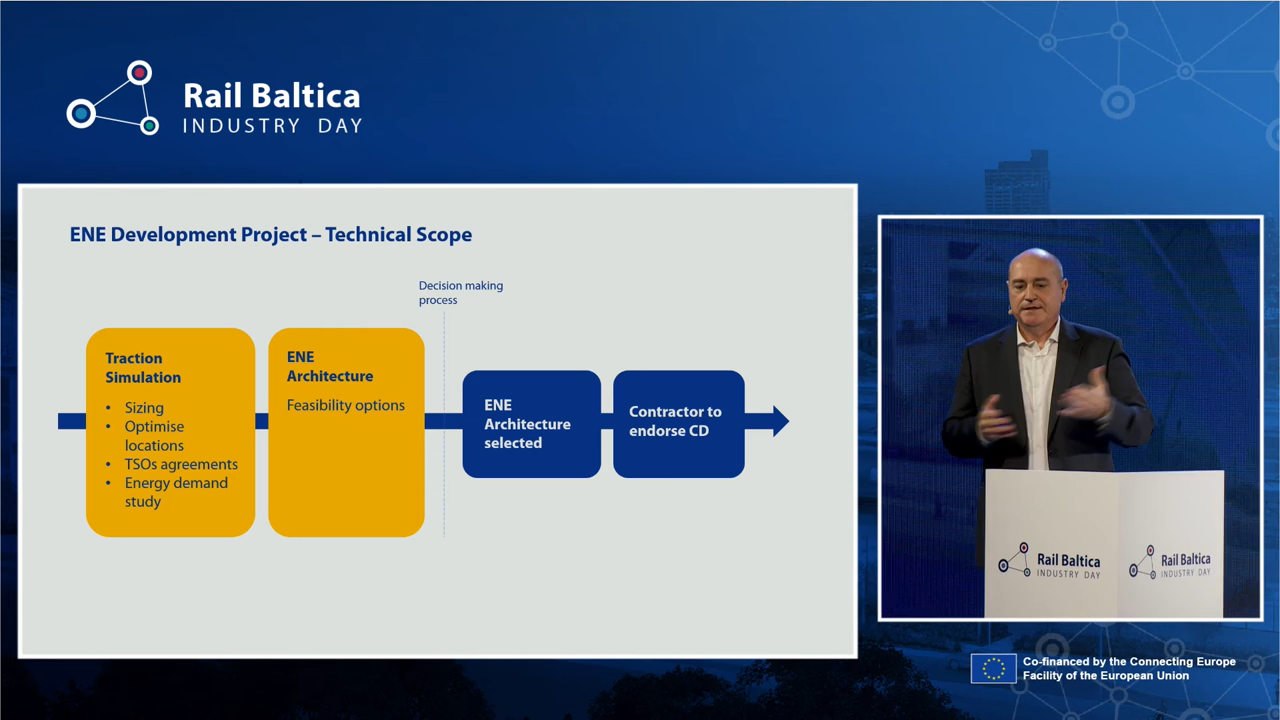 Rail Baltica
INDUSTRY DAY
ENE Development Project – Technical Scope
Decision making
process
Traction
Simulation
• Sizing
• Optimise
locations
• TSOs agreements
• Energy demand
study
ENE
Architecture
Feasibility options
ENE
Architecture
selected
Contractor to
endorse CD
Rail Baltica
INDUSTRY DAY
Rail Baltica
INDUSTRY DAY
Co-financed by the Connecting Europe
Facility of the European Union